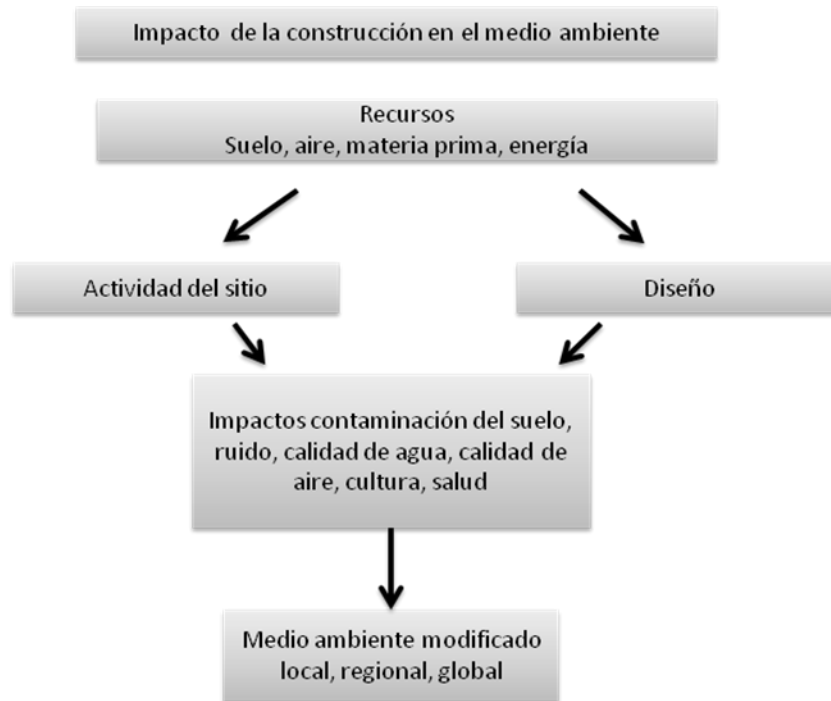 Impacto de la construcción en el medio ambiente
Recursos
Suelo, aire, materia prima, energía
Actividad del sitio
Diseño
Impactos contaminación del suelo,
ruido, calidad de agua, calidad de
aire, cultura, salud
Medio ambiente modificado
local, regional, global